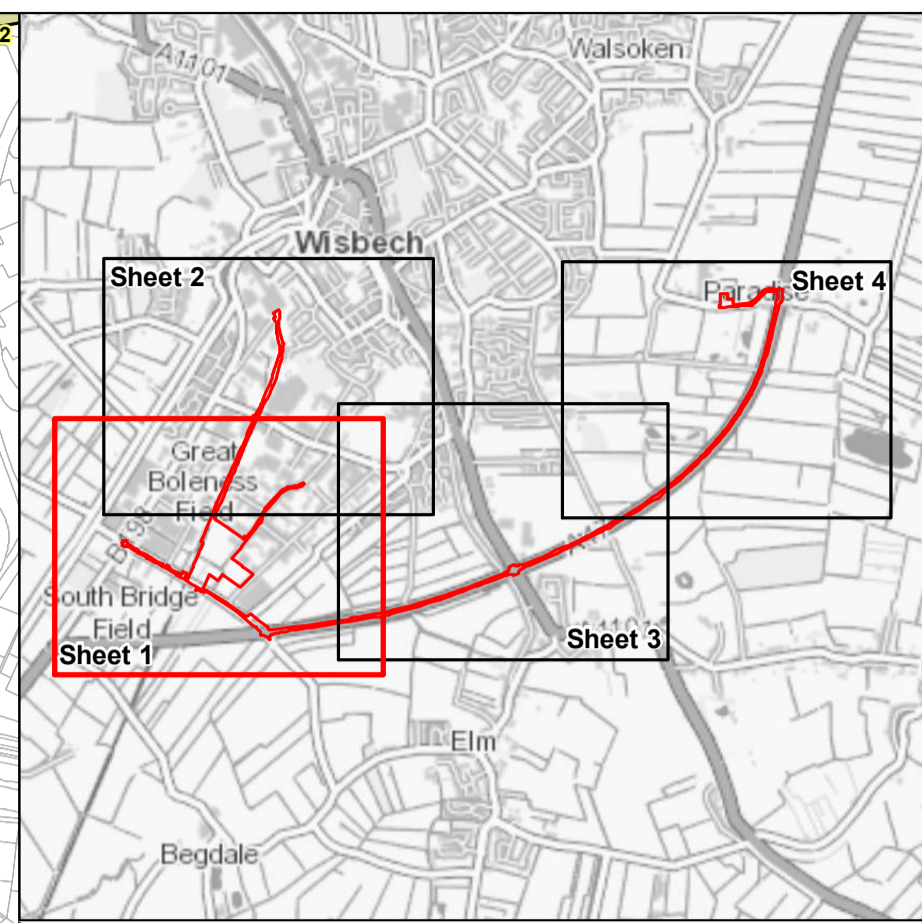 2
A1101
Walsoken
Wisbech
Sheet 2
Paradise
Sheet 4
Great
Boleness
Field
South Bridge
Field
Sheet 1
Sheet 3
Elm
Begdale